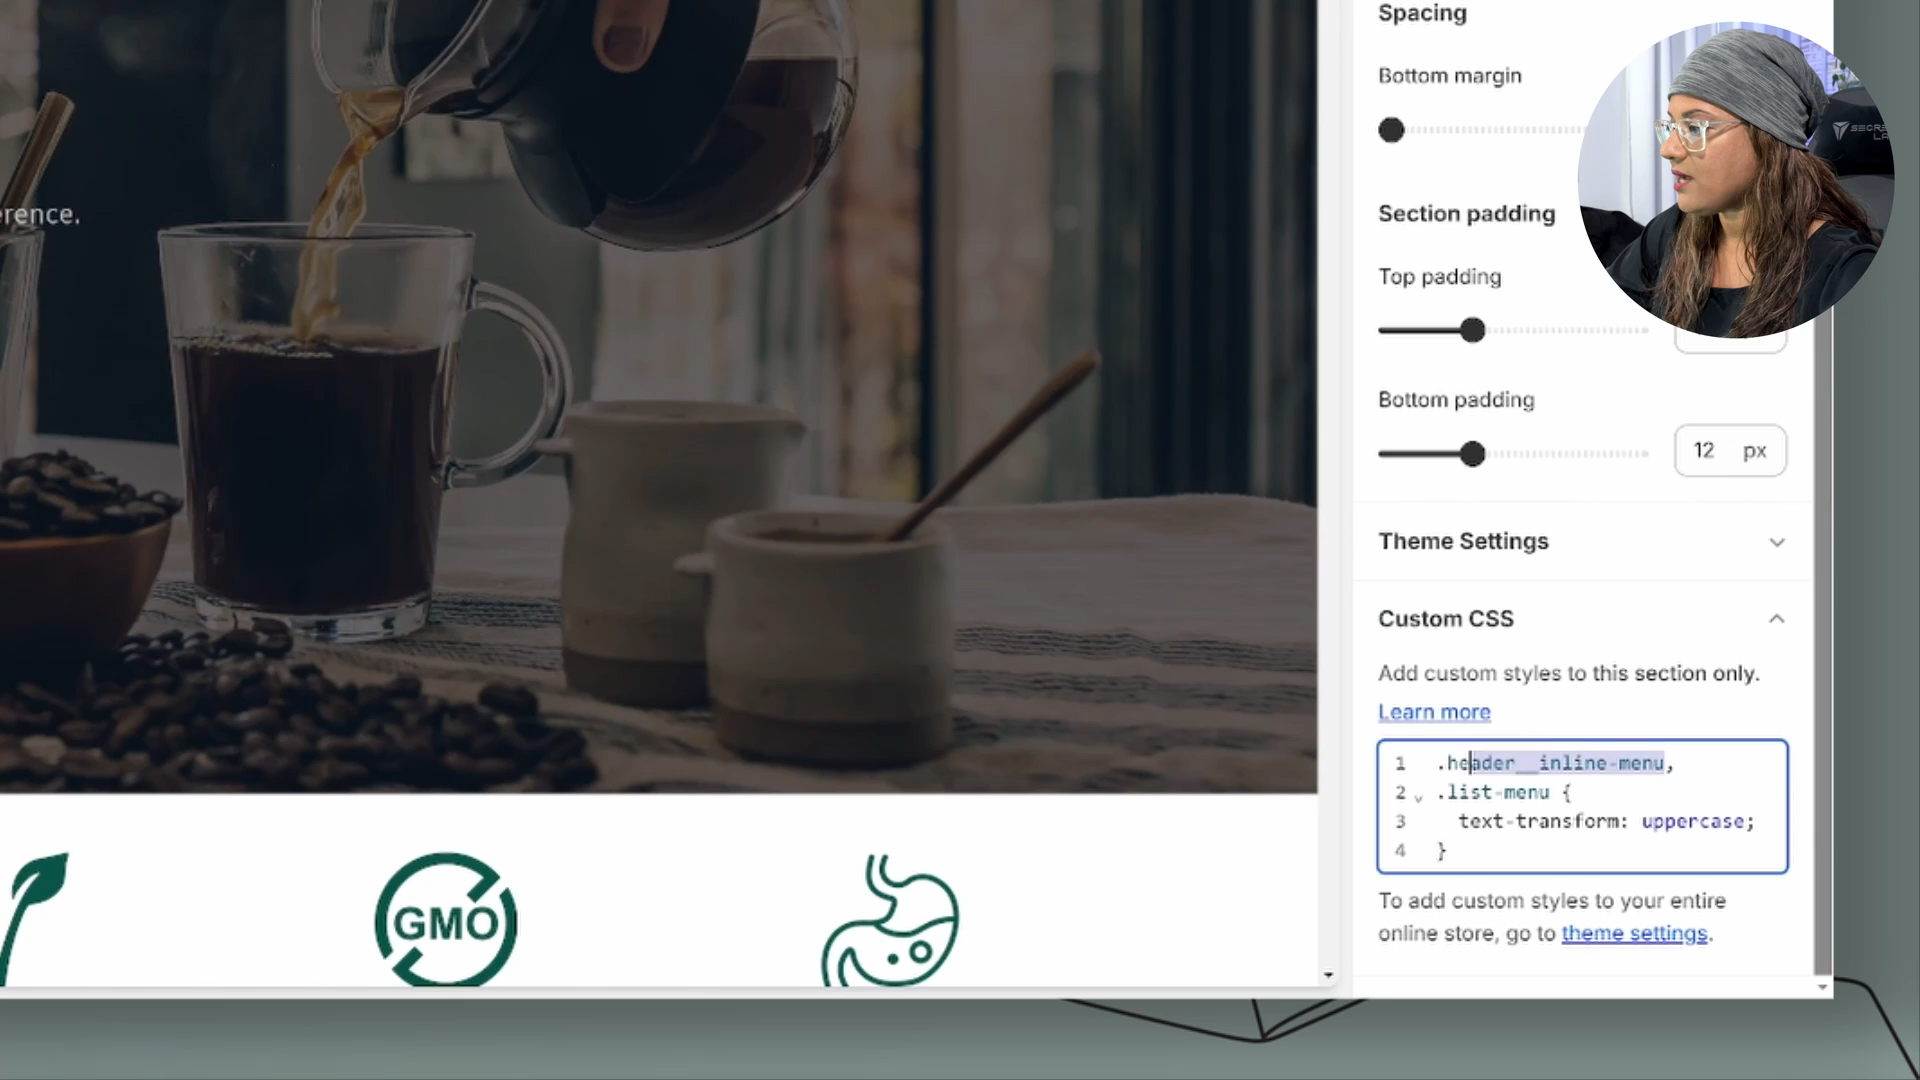 erence.
GMO
Spacing
Bottom margin
Section padding
Top padding
Bottom padding
12 px
Theme Settings
Custom CSS
Add custom styles to this section only.
Learn more
1 .header__inline-menu,
2 .list-menu {
3 text-transform: uppercase;
4 }
To add custom styles to your entire
online store, go to theme settings.